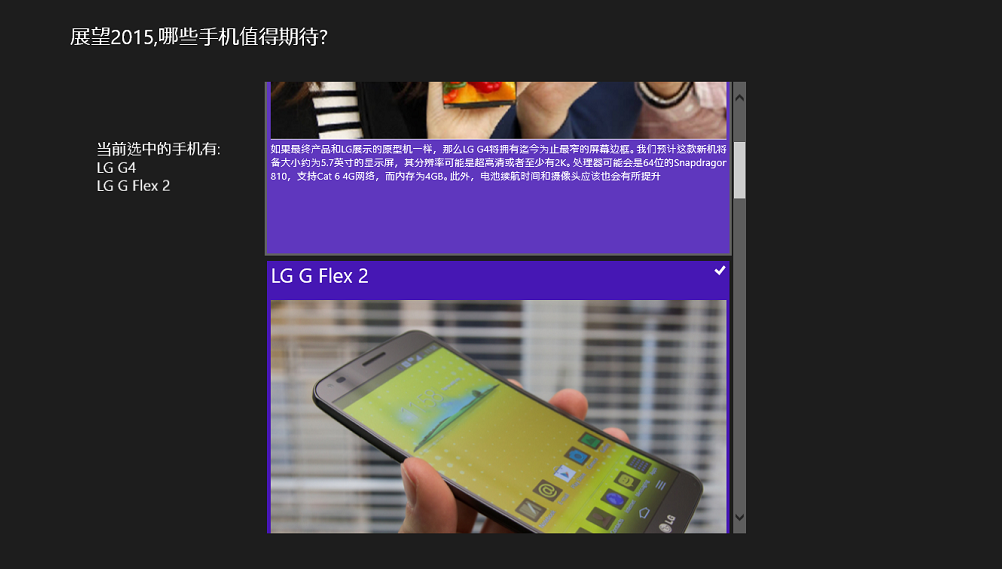 展望2015,哪些手机值得期待?
当前选中的手机有:
LG G4
LG G Flex 2
如果最终产品和LG展示的原型机一样，那么LG G4将拥有迄今为止最窄的屏幕边框。我们预计这款新机将
备大小约为5.7英寸的显示屏，其分辨率可能是超高清或者至少有2K。处理器可能会是64位的Snapdragon
810，支持Cat 6 4G网络，而内存为4GB。此外，电池续航时间和摄像头应该也会有所提升
LG G Flex 2
LG